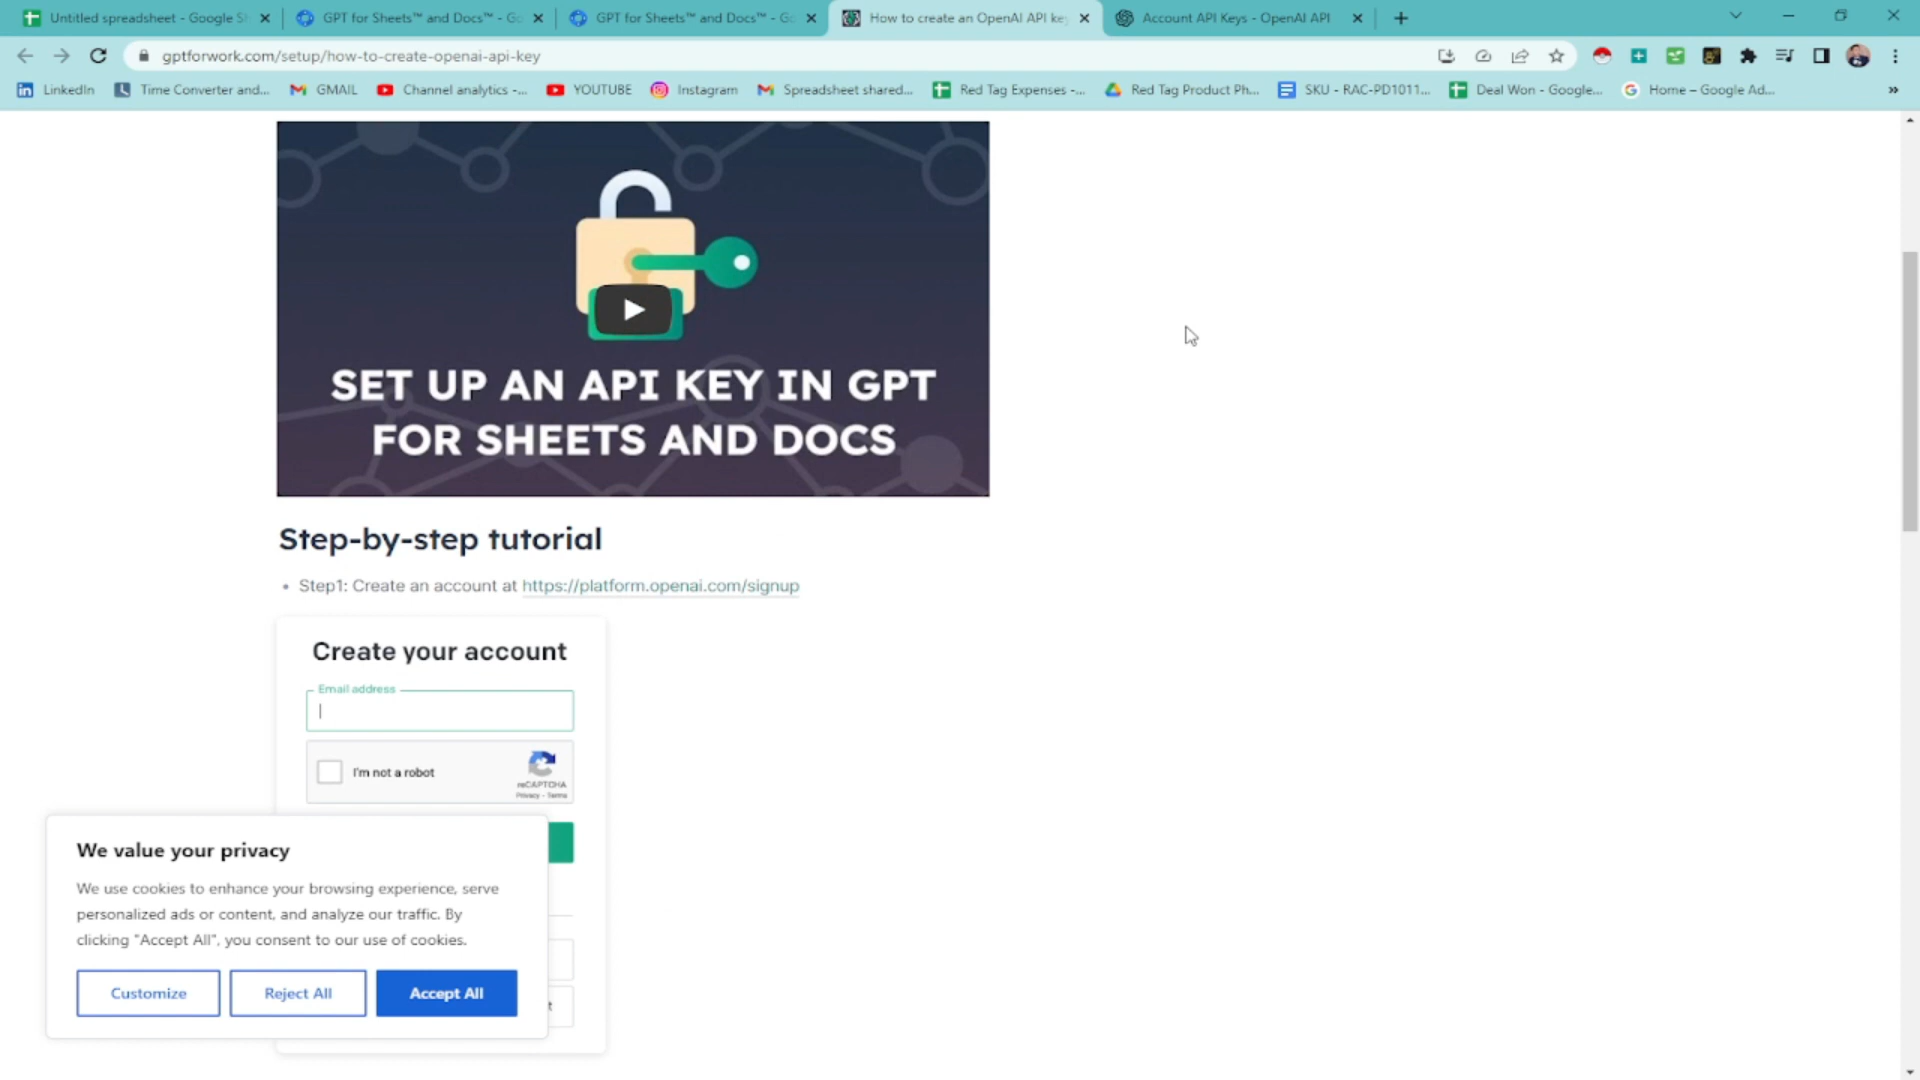 Untitled spreadsheet - Google Sh
GPT for Sheets™ and Docs™ - Go
GPT for Sheets™ and Docs™ - Go
How to create an OpenAI API key
Account API Keys - OpenAI API
gptforwork.com/setup/how-to-create-openai-api-key
LinkedIn
Time Converter and...
GMAIL
Channel analytics -...
YOUTUBE
Instagram
Spreadsheet shared...
Red Tag Expenses -...
Red Tag Product Ph...
SKU - RAC-PD1011...
Deal Won - Google...
Home – Google Ad...
»
SET UP AN API KEY IN GPT
FOR SHEETS AND DOCS
Step-by-step tutorial
• Step1: Create an account at https://platform.openai.com/signup
Create your account
Email address
I'm not a robot
reCAPTCHA
Privacy - Terms
We value your privacy
We use cookies to enhance your browsing experience, serve
personalized ads or content, and analyze our traffic. By
clicking "Accept All", you consent to our use of cookies.
Customize
Reject All
Accept All
t